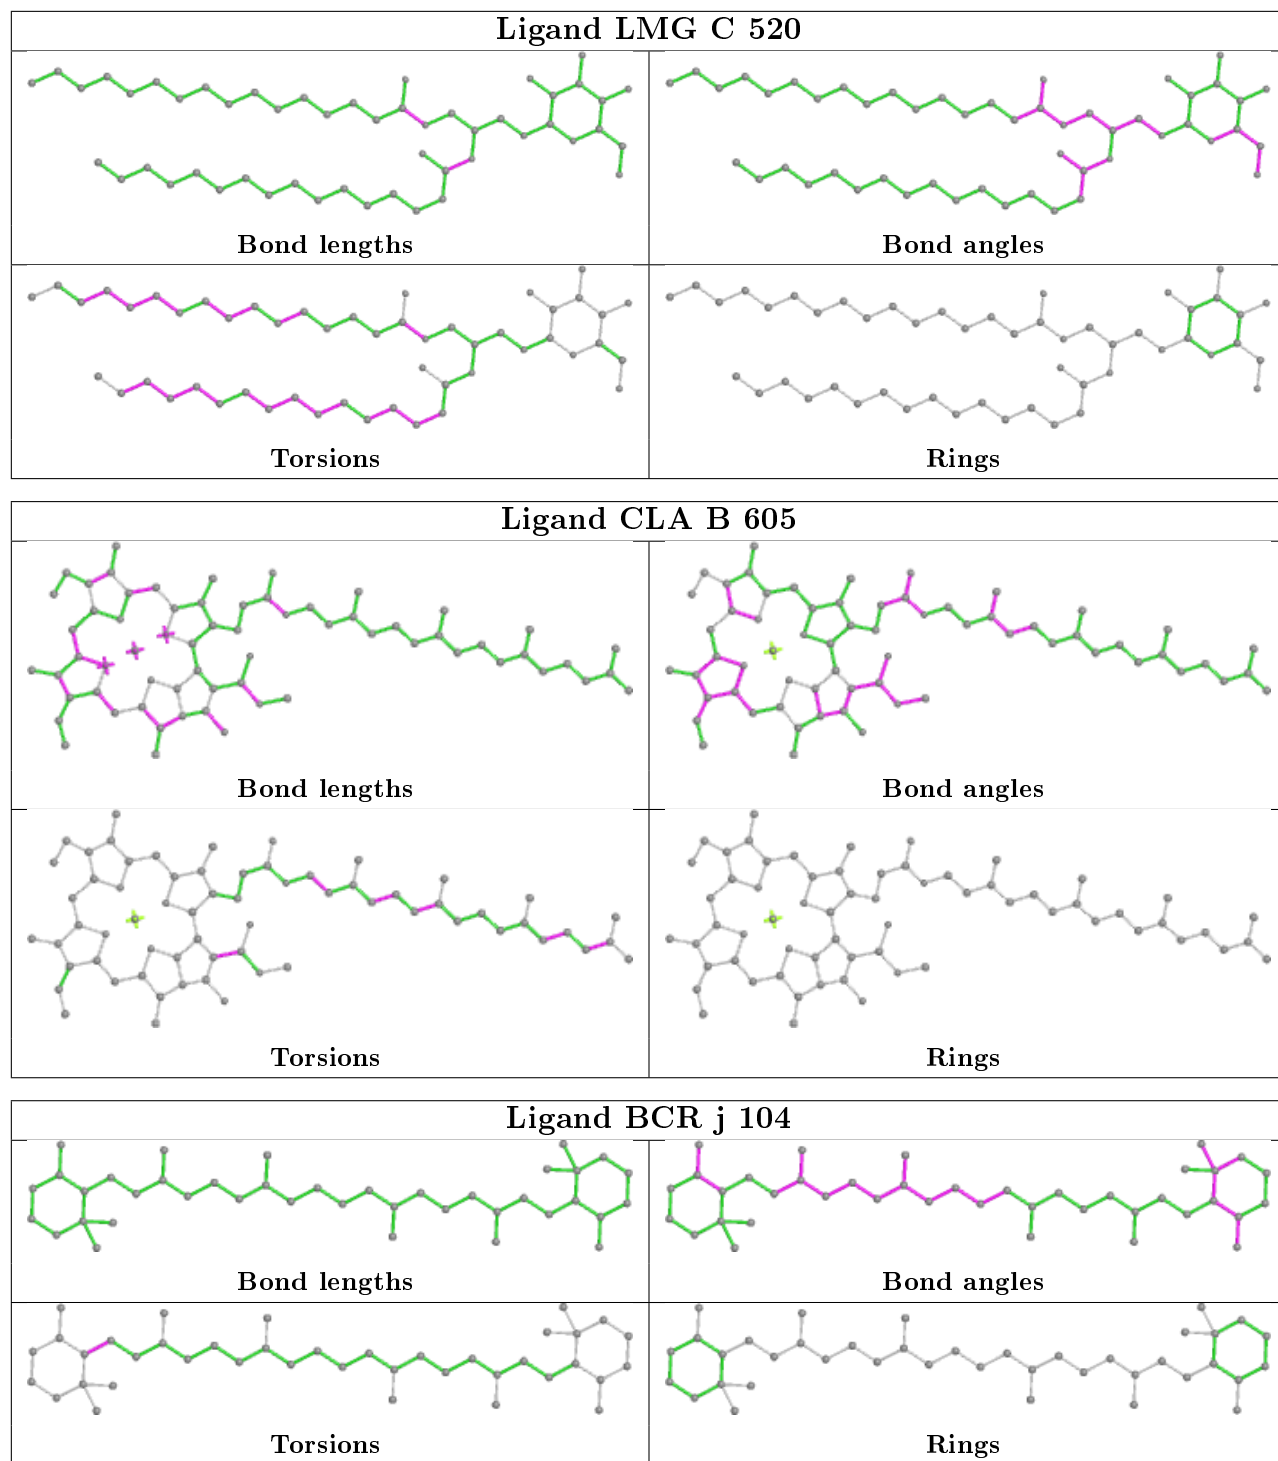 Ligand LMG C 520
Bond lengths
Bond angles
Torsions
Rings
Ligand CLA B 605
Bond lengths
Bond angles
Torsions
Rings
Ligand BCR j 104
Bond lengths
Bond angles
Torsions
Rings